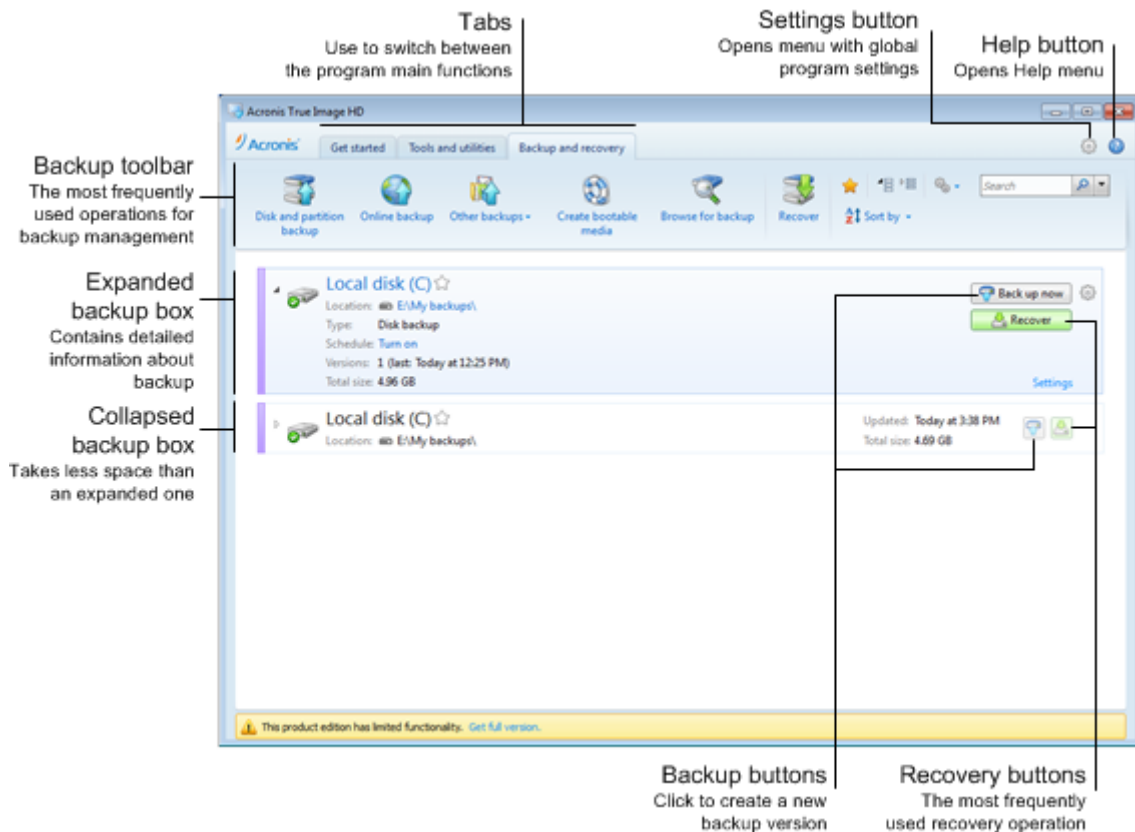 Tabs
Use to switch between
the program main functions
Settings button
Opens menu with global
program settings
Help button
Opens Help menu
Acronis True Image HD
Acronis
Get started
Tools and utilities
Backup and recovery
Backup toolbar
The most frequently
used operations for
backup management
Disk and partition
backup
Online backup
Other backups
Create bootable
media
Browse for backup
Recover
Sort by
Search
Expanded
backup box
Contains detailed
information about
backup
Local disk (C)
Location: E:\My backups\
Type: Disk backup
Schedule: Turn on
Versions: 1 (last: Today at 12:25 PM)
Total size: 4.96 GB
Back up now
Recover
Settings
Collapsed
backup box
Takes less space than
an expanded one
Local disk (C)
Location: E:\My backups\
Updated: Today at 3:38 PM
Total size: 4.69 GB
This product edition has limited functionality. Get full version.
Backup buttons
Click to create a new
backup version
Recovery buttons
The most frequently
used recovery operation